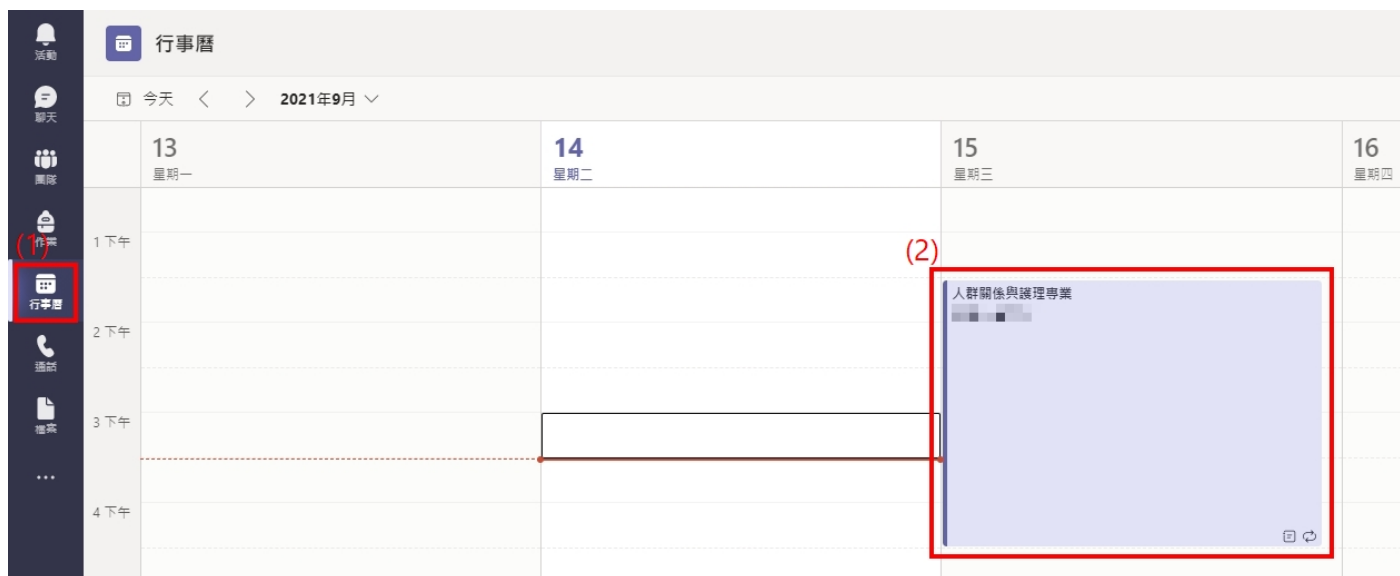 活動
行事曆
今天
2021年9月
聊天
13
14
15
16
星期一
星期二
星期三
星期四
團隊
作業
(1)
1 下午
(2)
行事曆
人群關係與護理專業
2 下午
通話
3 下午
檔案
4 下午